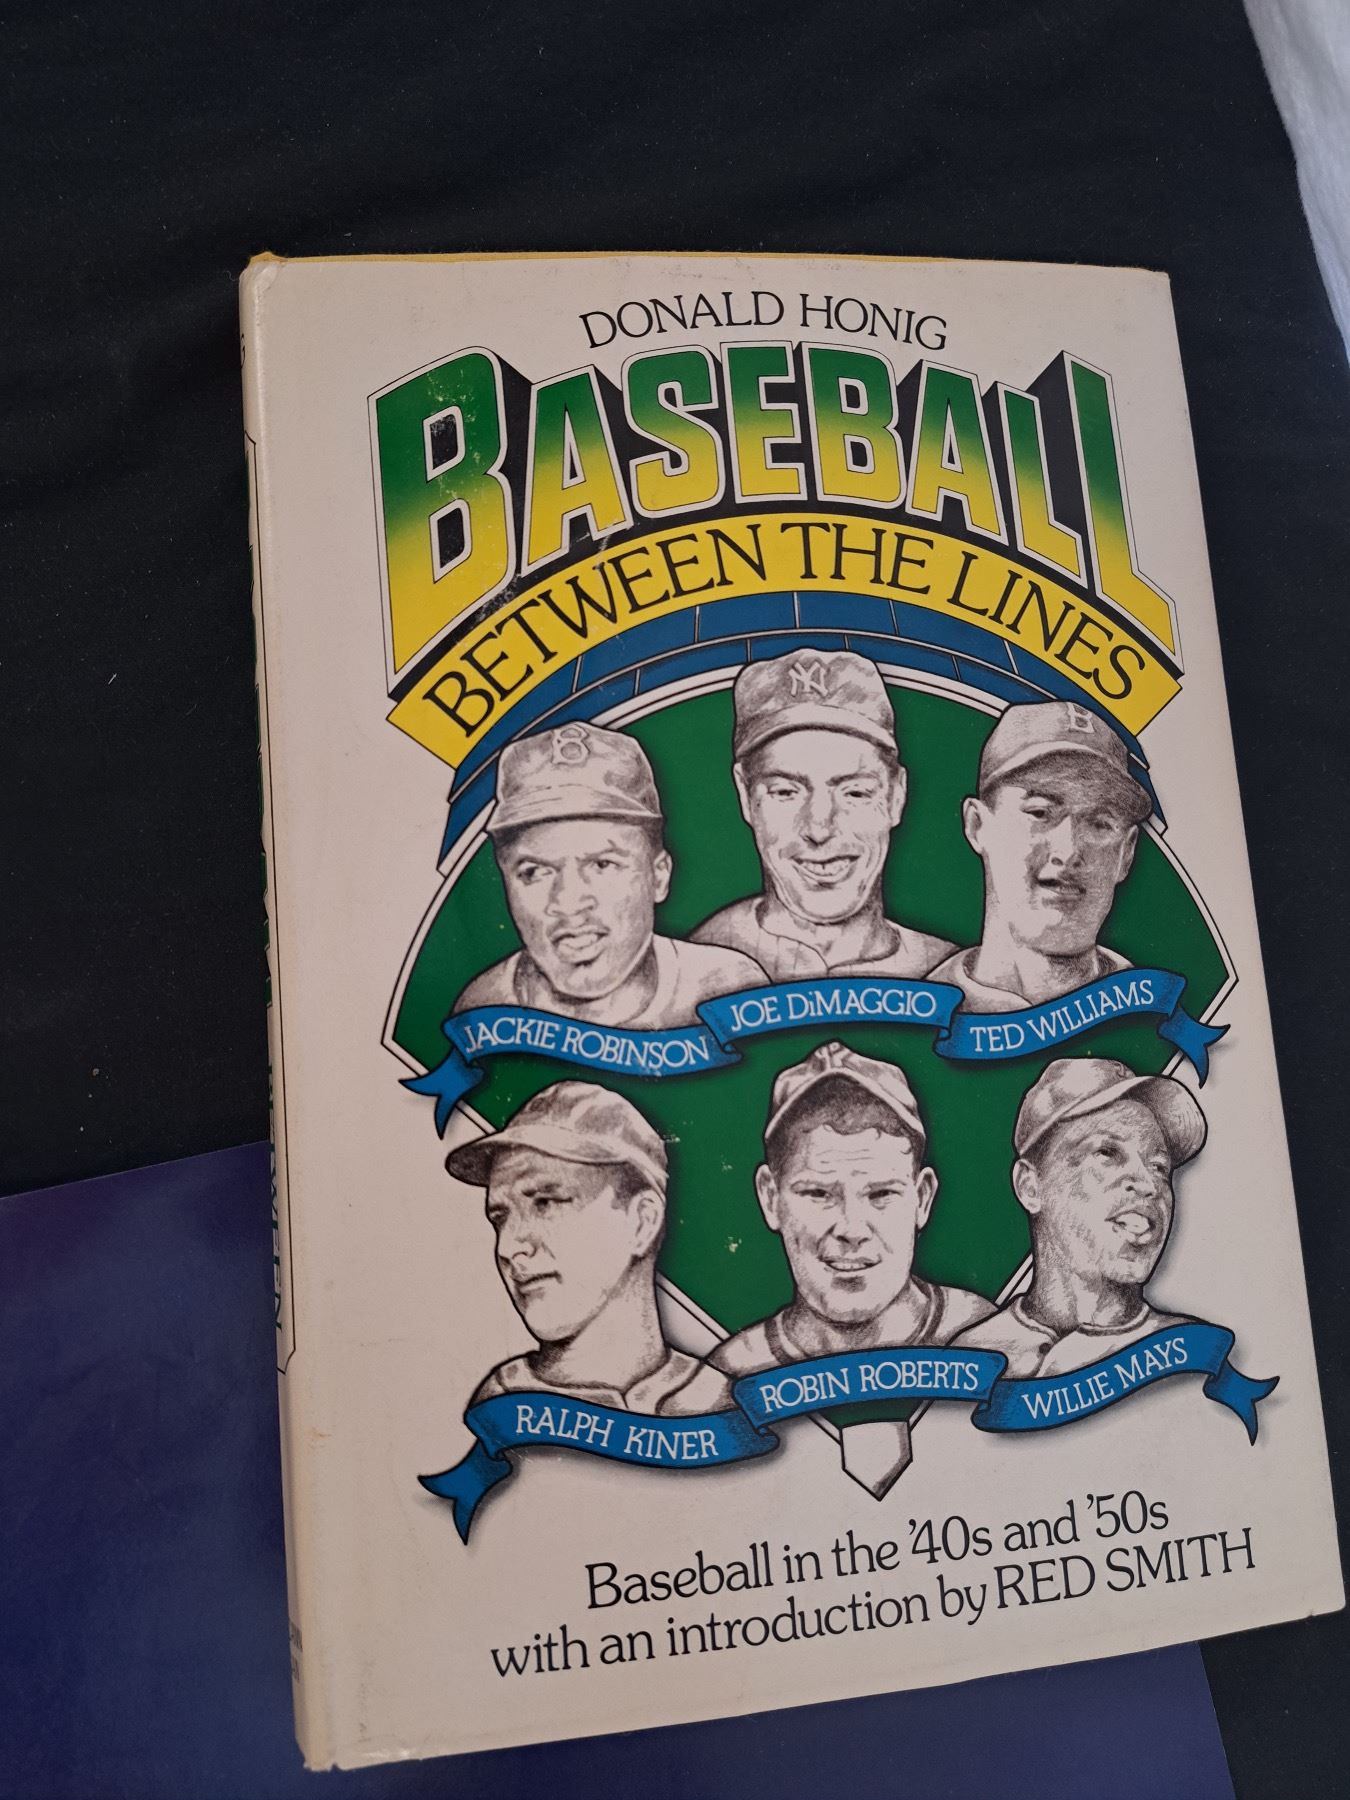 DONALD HONIG
BASEBALL
BETWEEN THE LINES
NY
B
B
JACKIE ROBINSON
JOE DiMAGGIO
TED WILLIAMS
P
RALPH KINER
ROBIN ROBERTS
WILLIE MAYS
Baseball in the '40s and '50s
with an introduction by RED SMITH